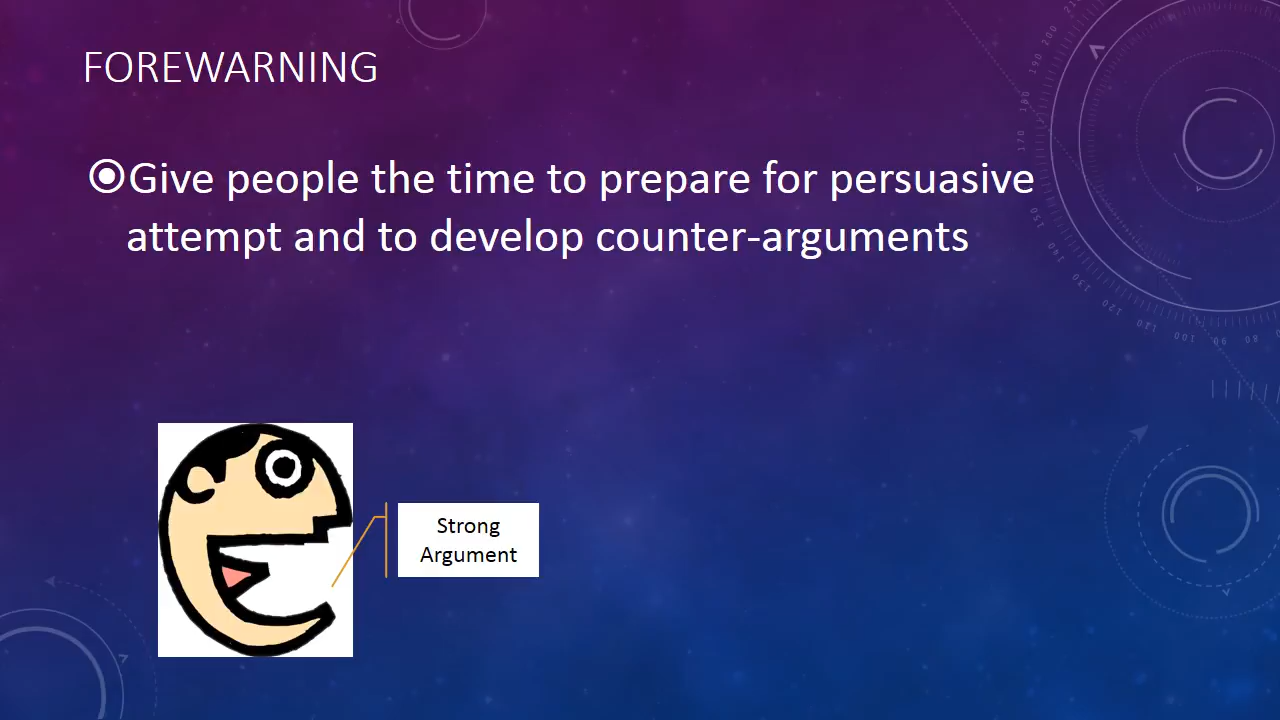 FOREWARNING
Give people the time to prepare for persuasive
attempt and to develop counter-arguments
Strong
Argument